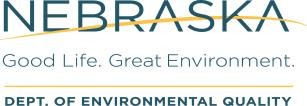 NEBRASKA
Good Life. Great Environment.
DEPT. OF ENVIRONMENTAL QUALITY